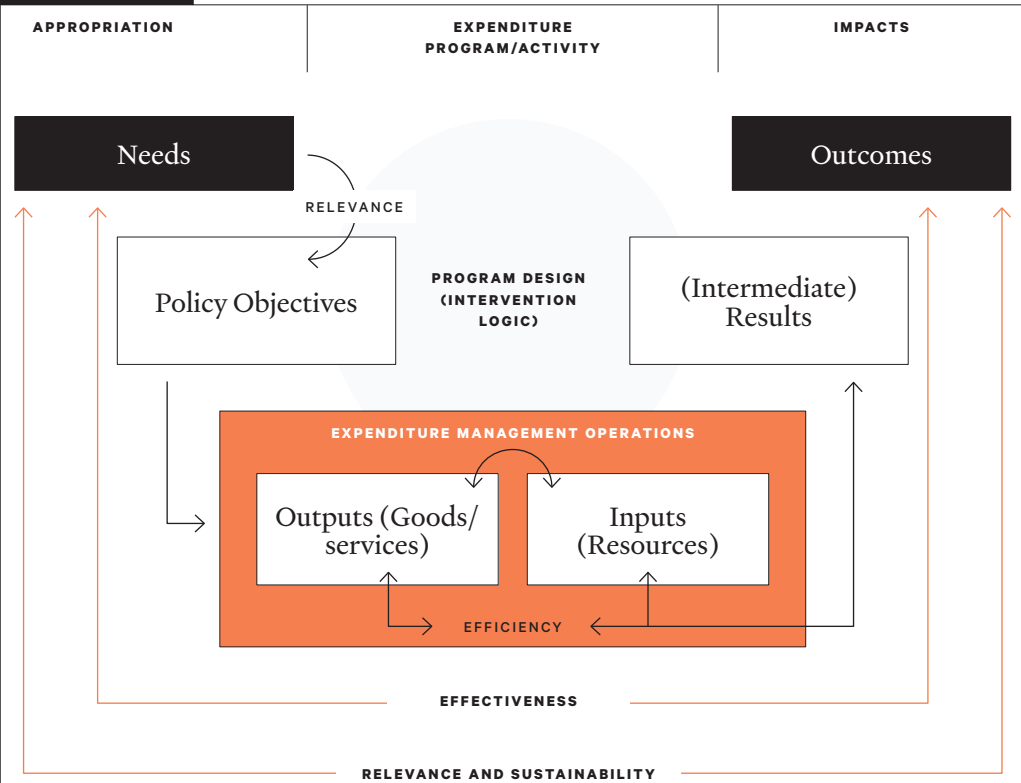 APPROPRIATION
EXPENDITURE
PROGRAM/ACTIVITY
IMPACTS
Needs
Outcomes
RELEVANCE
Policy Objectives
PROGRAM DESIGN
(INTERVENTION
LOGIC)
(Intermediate)
Results
EXPENDITURE MANAGEMENT OPERATIONS
Outputs (Goods/
services)
Inputs
(Resources)
EFFICIENCY
EFFECTIVENESS
RELEVANCE AND SUSTAINABILITY